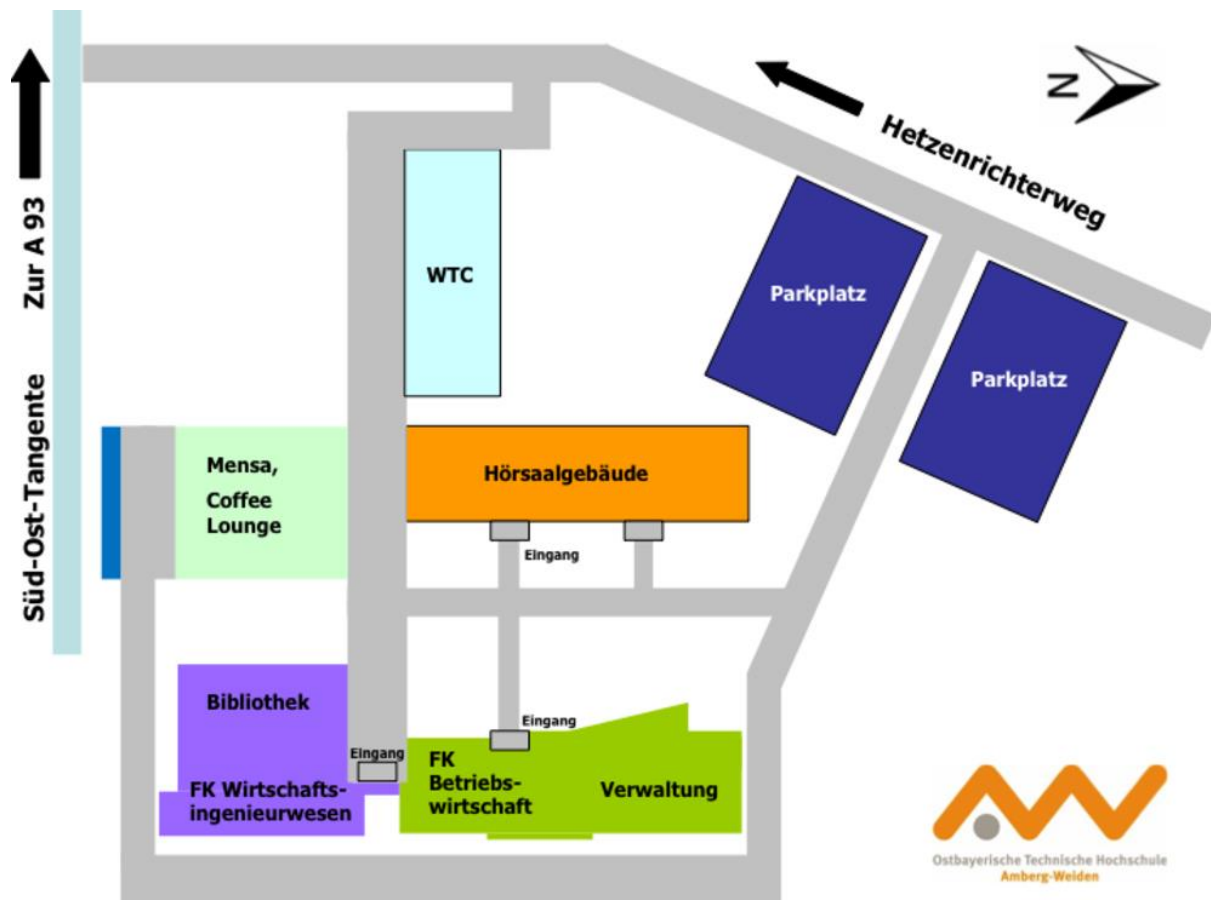 Süd-Ost-Tangente Zur A 93
N
Hetzenrichterweg
WTC
Parkplatz
Parkplatz
Mensa,
Coffee
Lounge
Hörsaalgebäude
Eingang
Bibliothek
Eingang
Eingang
FK
Betriebs-
wirtschaft
Verwaltung
FK Wirtschafts-
ingenieurwesen
Ostbayerische Technische Hochschule
Amberg-Weiden